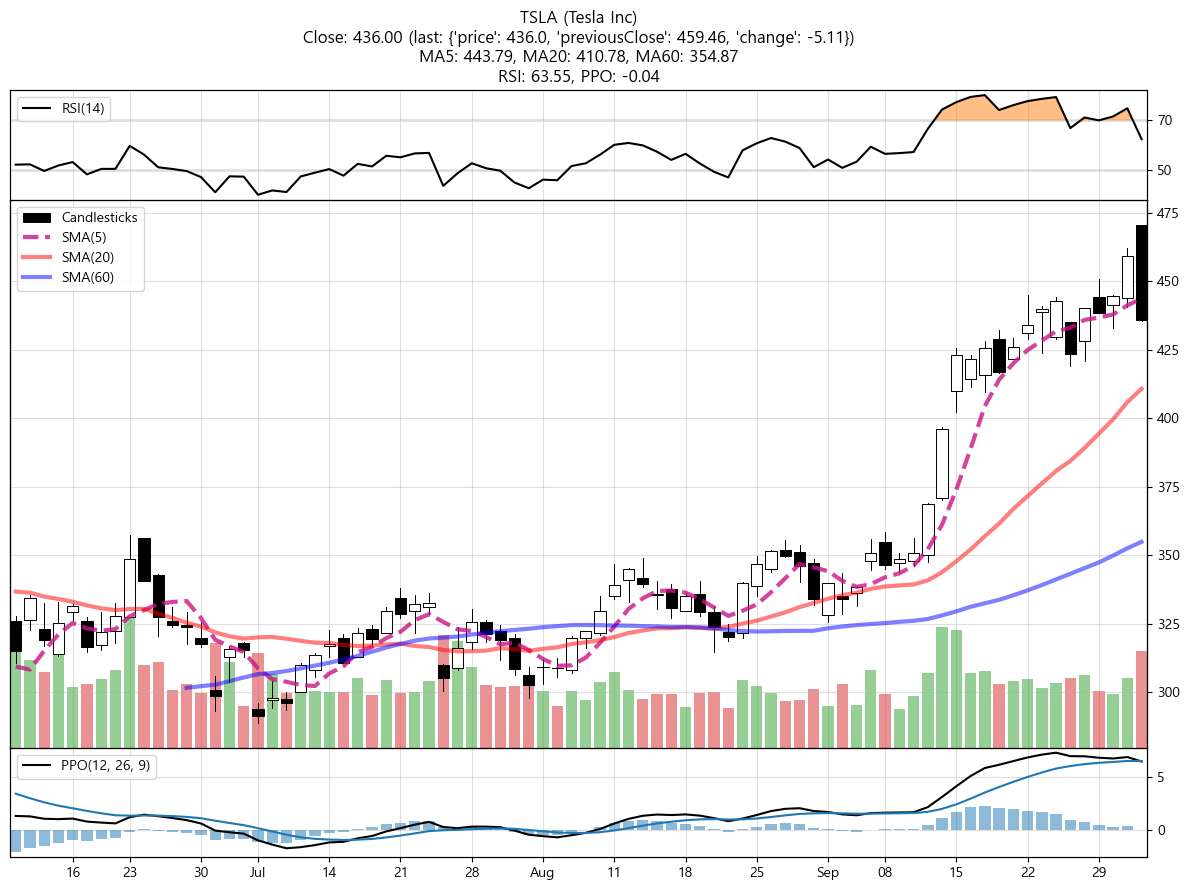 TSLA (Tesla Inc)
Close: 436.00 (last: {'price': 436.0, 'previousClose': 459.46, 'change': -5.11})
MA5: 443.79, MA20: 410.78, MA60: 354.87
RSI: 63.55, PPO: -0.04
RSI(14)
70
50
Candlesticks
SMA(5)
SMA(20)
SMA(60)
475
450
425
400
375
350
325
300
PPO(12, 26, 9)
5
0
16 23 30 Jul 14 21 28 Aug 11 18 25 Sep 08 15 22 29